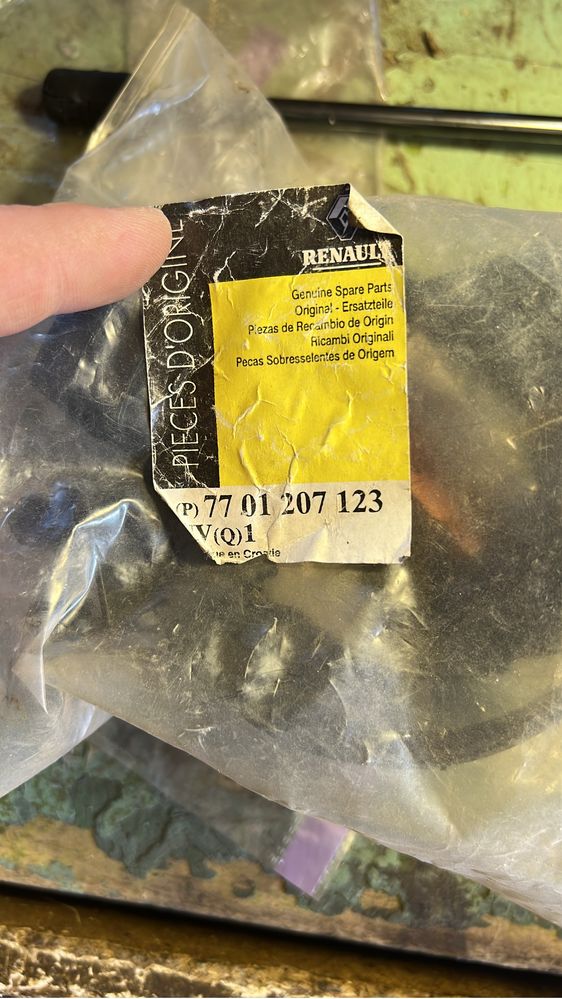 PIECES D'ORIGINE
RENAULT
Genuine Spare Parts
Original - Ersatzteile
Piezas de Recambio de Origin
Ricambi Originali
Pecas Sobresselentes de Origem
(P) 77 01 207 123
V(Q)1
en Croatie